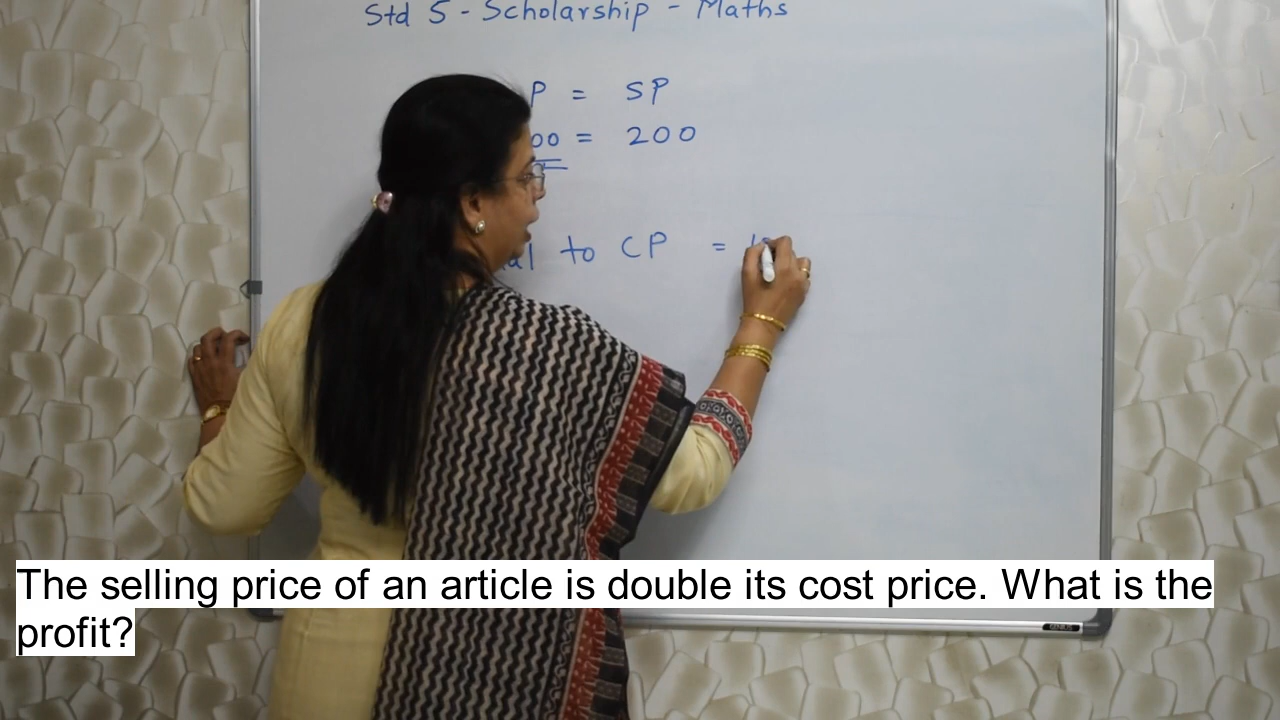 Std 5 - Scholarship - Maths
P = SP
00 = 200
to CP =
GENIUS
The selling price of an article is double its cost price. What is the
profit?